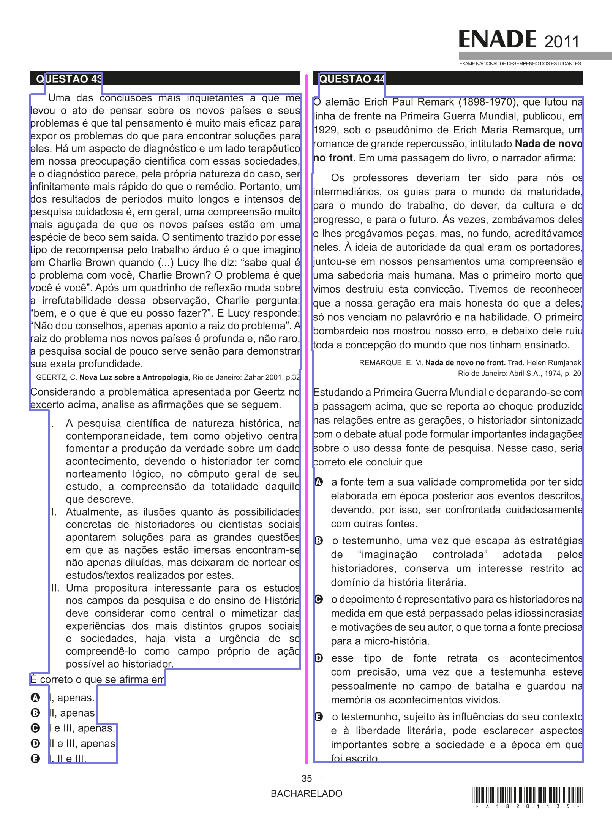 ENADE 2011
EXAME NACIONAL DE DESEMPENHO DOS ESTUDANTES
QUESTÃO 43
Uma das conclusões mais inquietantes a que me
levou o ato de pensar sobre os novos países e seus
problemas é que tal pensamento é muito mais eficaz para
expor os problemas do que para encontrar soluções para
eles. Há um aspecto de diagnóstico e um lado terapêutico
em nossa preocupação científica com essas sociedades,
e o diagnóstico parece, pela própria natureza do caso, ser
infinitamente mais rápido do que o remédio. Portanto, um
dos resultados de períodos muito longos e intensos de
pesquisa cuidadosa é, em geral, uma compreensão muito
mais aguçada de que os novos países estão em uma
espécie de beco sem saída. O sentimento trazido por esse
tipo de recompensa pelo trabalho árduo é o que imagino
em Charlie Brown quando (...) Lucy lhe diz: “sabe qual é
o problema com você, Charlie Brown? O problema é que
você é você”. Após um quadrinho de reflexão muda sobre
a irrefutabilidade dessa observação, Charlie pergunta:
“bem, e o que é que eu posso fazer?”. E Lucy responde:
“Não dou conselhos, apenas aponto a raiz do problema”. A
raiz do problema nos novos países é profunda e, não raro,
a pesquisa social de pouco serve senão para demonstrar
sua exata profundidade.
GEERTZ, C. Nova Luz sobre a Antropologia, Rio de Janeiro: Zahar 2001, p.32
Considerando a problemática apresentada por Geertz no
excerto acima, analise as afirmações que se seguem.
I. A pesquisa científica de natureza histórica, na
contemporaneidade, tem como objetivo central
fomentar a produção da verdade sobre um dado
acontecimento, devendo o historiador ter como
norteamento lógico, no cômputo geral de seu
estudo, a compreensão da totalidade daquilo
que descreve.
II. Atualmente, as ilusões quanto às possibilidades
concretas de historiadores ou cientistas sociais
apontarem soluções para as grandes questões
em que as nações estão imersas encontram-se
não apenas diluídas, mas deixaram de nortear os
estudos/textos realizados por estes.
III. Uma propositura interessante para os estudos
nos campos da pesquisa e do ensino de História
deve considerar como central o mimetizar das
experiências dos mais distintos grupos sociais
e sociedades, haja vista a urgência de se
compreendê-lo como campo próprio de ação
possível ao historiador.
É correto o que se afirma em
A I, apenas.
B II, apenas.
C I e III, apenas.
D II e III, apenas.
E I, II e III.
QUESTÃO 44
O alemão Erich Paul Remark (1898-1970), que lutou na
linha de frente na Primeira Guerra Mundial, publicou, em
1929, sob o pseudônimo de Erich Maria Remarque, um
romance de grande repercussão, intitulado Nada de novo
no front. Em uma passagem do livro, o narrador afirma:
Os professores deveriam ter sido para nós os
intermediários, os guias para o mundo da maturidade,
para o mundo do trabalho, do dever, da cultura e do
progresso, e para o futuro. Às vezes, zombávamos deles
e lhes pregávamos peças, mas, no fundo, acreditávamos
neles. À ideia de autoridade da qual eram os portadores,
juntou-se em nossos pensamentos uma compreensão e
uma sabedoria mais humana. Mas o primeiro morto que
vimos destruiu esta convicção. Tivemos de reconhecer
que a nossa geração era mais honesta do que a deles;
só nos venciam no palavrório e na habilidade. O primeiro
bombardeio nos mostrou nosso erro, e debaixo dele ruiu
toda a concepção do mundo que nos tinham ensinado.
REMARQUE, E. M. Nada de novo no front. Trad. Helen Rumjanek.
Rio de Janeiro: Abril S.A., 1974, p. 20.
Estudando a Primeira Guerra Mundial e deparando-se com
a passagem acima, que se reporta ao choque produzido
nas relações entre as gerações, o historiador sintonizado
com o debate atual pode formular importantes indagações
sobre o uso dessa fonte de pesquisa. Nesse caso, seria
correto ele concluir que
A a fonte tem a sua validade comprometida por ter sido
elaborada em época posterior aos eventos descritos,
devendo, por isso, ser confrontada cuidadosamente
com outras fontes.
B o testemunho, uma vez que escapa às estratégias
de “imaginação controlada” adotada pelos
historiadores, conserva um interesse restrito ao
domínio da história literária.
C o depoimento é representativo para os historiadores na
medida em que está perpassado pelas idiossincrasias
e motivações de seu autor, o que torna a fonte preciosa
para a micro-história.
D esse tipo de fonte retrata os acontecimentos
com precisão, uma vez que a testemunha esteve
pessoalmente no campo de batalha e guardou na
memória os acontecimentos vividos.
E o testemunho, sujeito às influências do seu contexto
e à liberdade literária, pode esclarecer aspectos
importantes sobre a sociedade e a época em que
foi escrito.
35
BACHARELADO